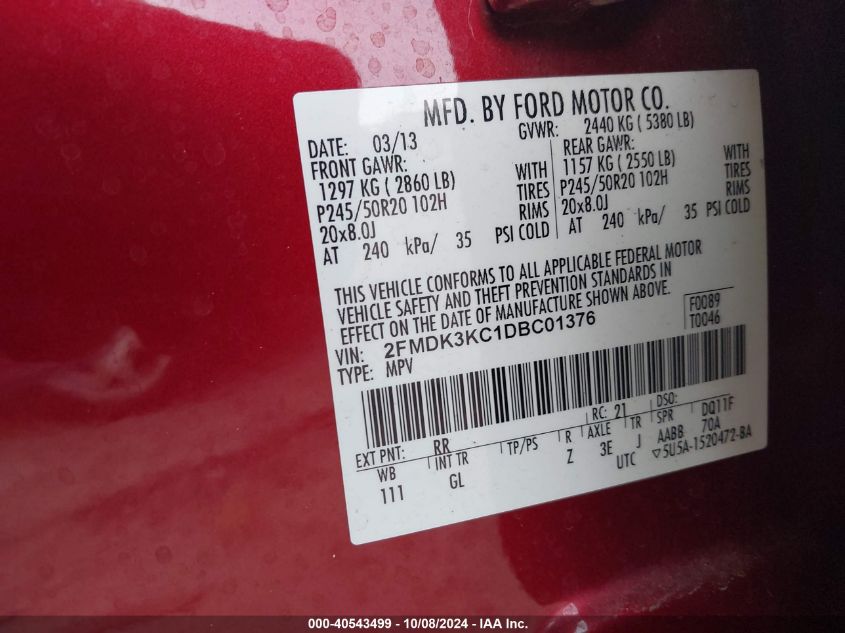 MFD. BY FORD MOTOR CO.
DATE: 03/13 GVWR: 2440 KG ( 5380 LB)
FRONT GAWR: REAR GAWR:
1297 KG ( 2860 LB) WITH 1157 KG ( 2550 LB) WITH
P245/50R20 102H TIRES P245/50R20 102H TIRES
20x8.0J RIMS 20x8.0J RIMS
AT 240 kPa/ 35 PSI COLD AT 240 kPa/ 35 PSI COLD
THIS VEHICLE CONFORMS TO ALL APPLICABLE FEDERAL MOTOR
VEHICLE SAFETY AND THEFT PREVENTION STANDARDS IN
EFFECT ON THE DATE OF MANUFACTURE SHOWN ABOVE.
VIN: 2FMDK3KC1DBC01376 F0089
TYPE: MPV T0046
EXT PNT: RR RC: 21 DSO:
WB INT TR TP/PS R AXLE TR SPR DQ11F
111 GL Z 3E J AABB 70A
UTC ▽5U5A-1520472-BA
000-40543499 - 10/08/2024 - IAA Inc.